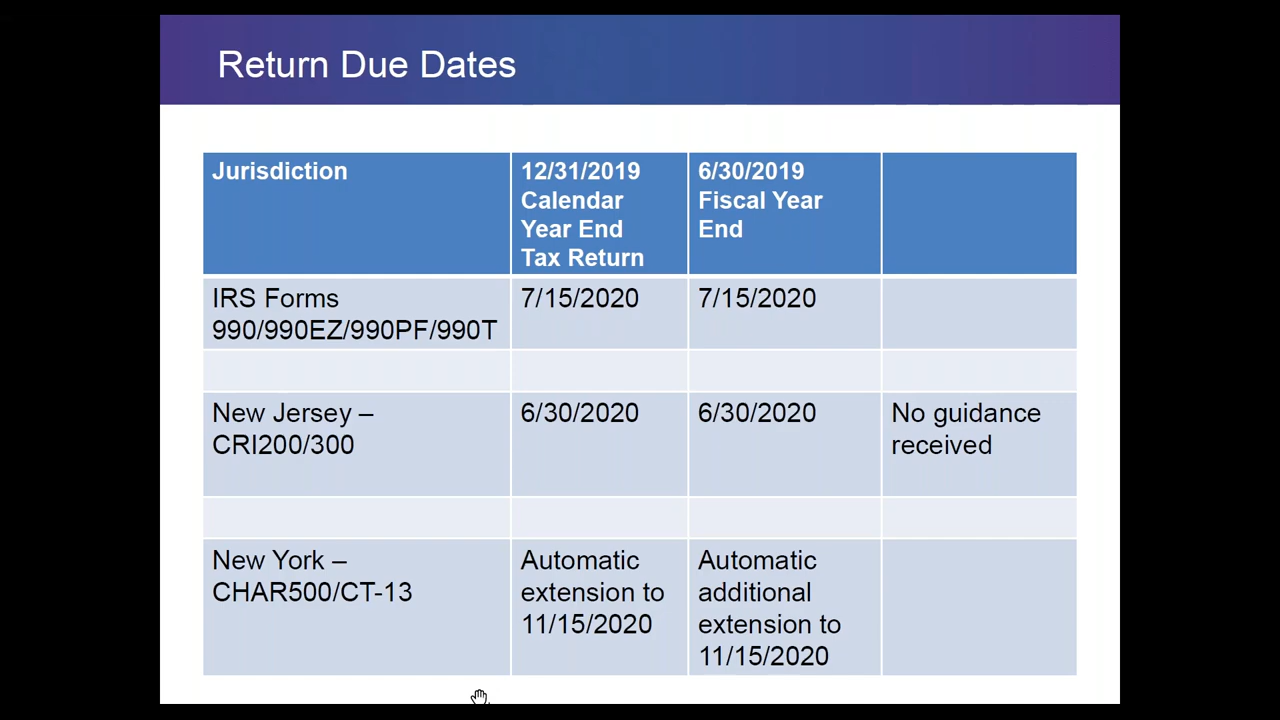 Return Due Dates
Jurisdiction
12/31/2019
Calendar
Year End
Tax Return
6/30/2019
Fiscal Year
End
IRS Forms
990/990EZ/990PF/990T
7/15/2020
7/15/2020
New Jersey –
CRI200/300
6/30/2020
6/30/2020
No guidance
received
New York –
CHAR500/CT-13
Automatic
extension to
11/15/2020
Automatic
additional
extension to
11/15/2020